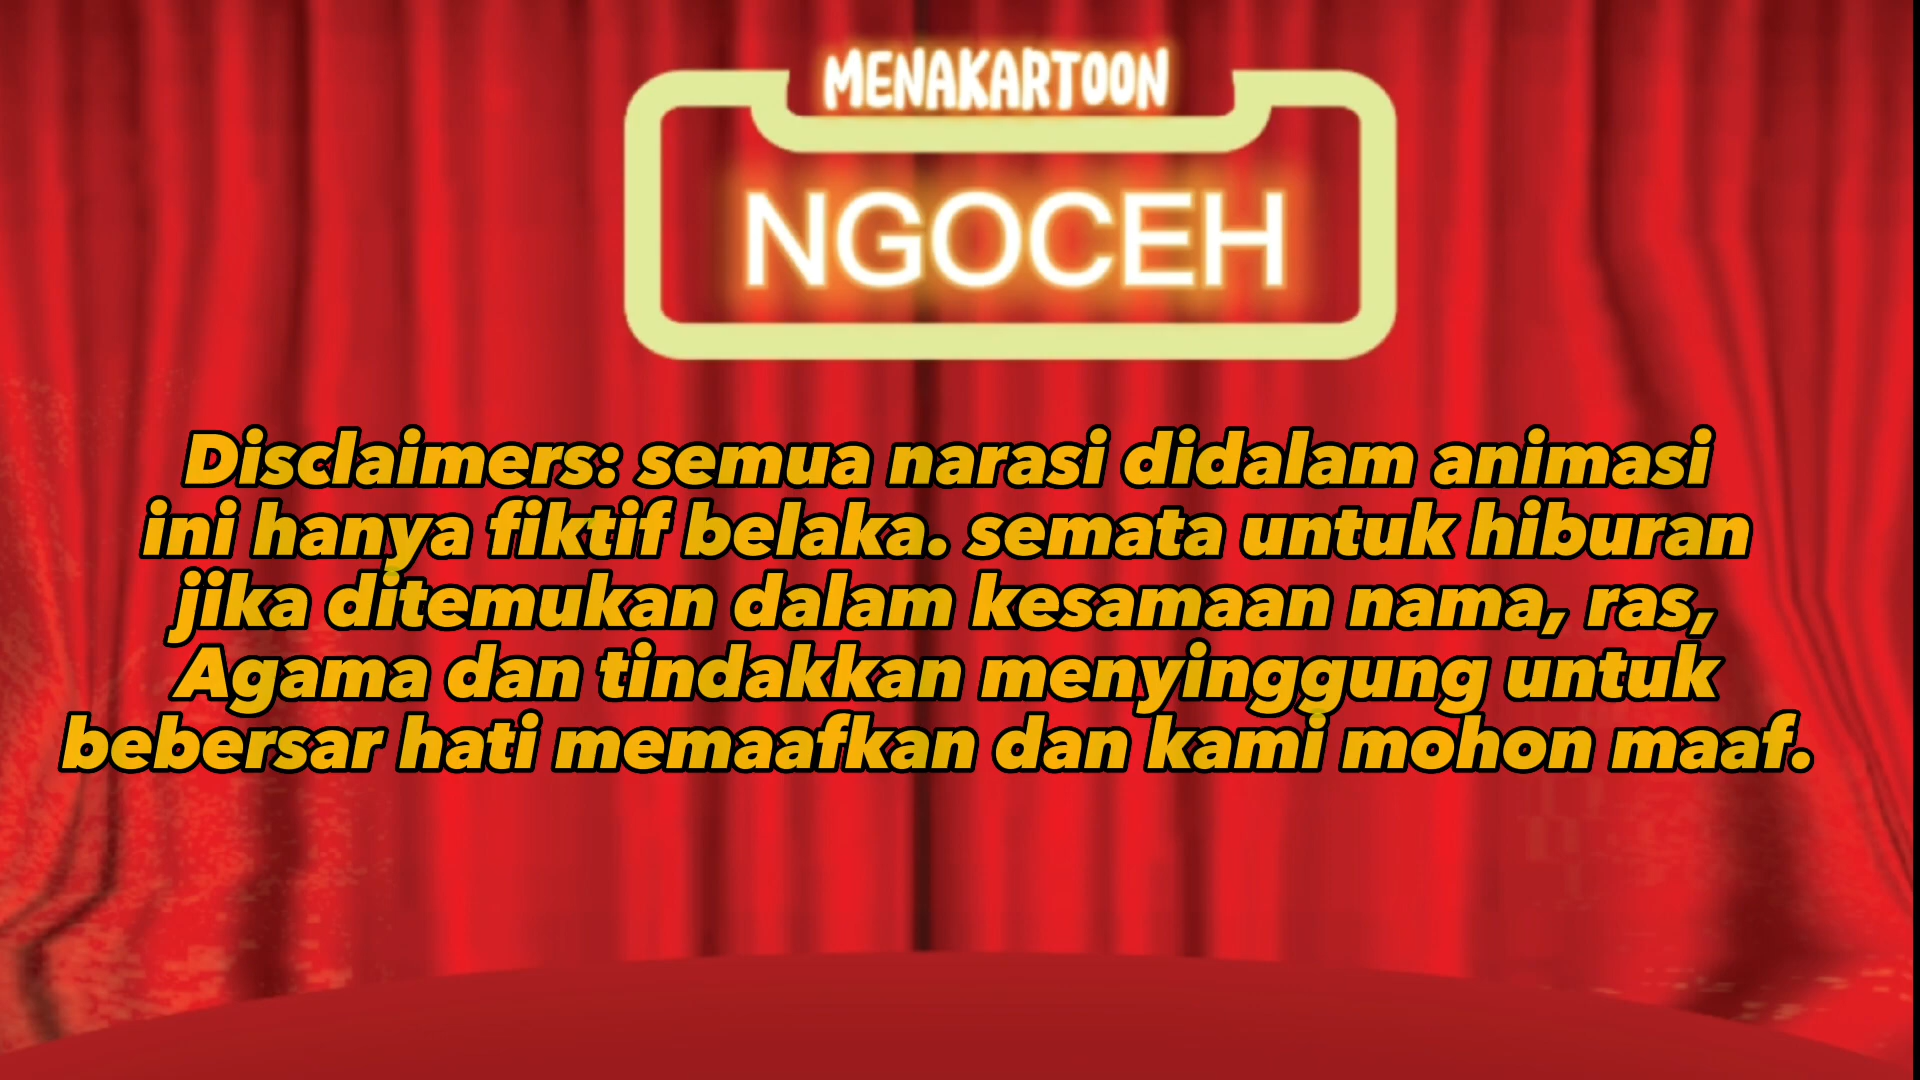 MENAKARTOON
NGOCEH
Disclaimers: semua narasi didalam animasi
ini hanya fiktif belaka. semata untuk hiburan
jika ditemukan dalam kesamaan nama, ras,
Agama dan tindakkan menyinggung untuk
bebersar hati memaafkan dan kami mohon maaf.